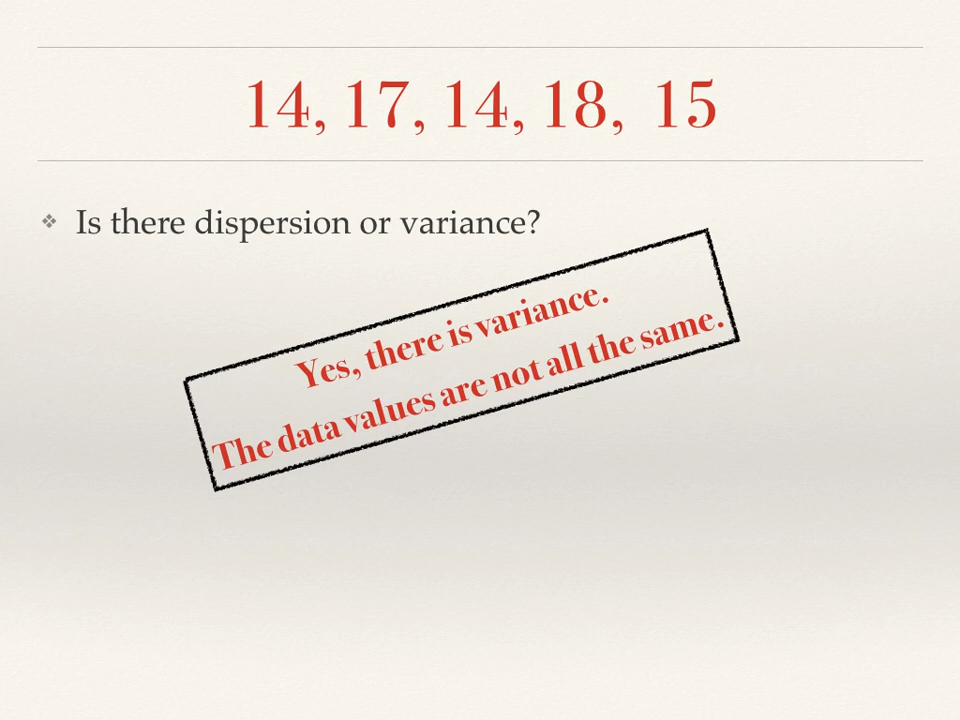 14, 17, 14, 18, 15
Is there dispersion or variance?
Yes, there is variance.
The data values are not all the same.